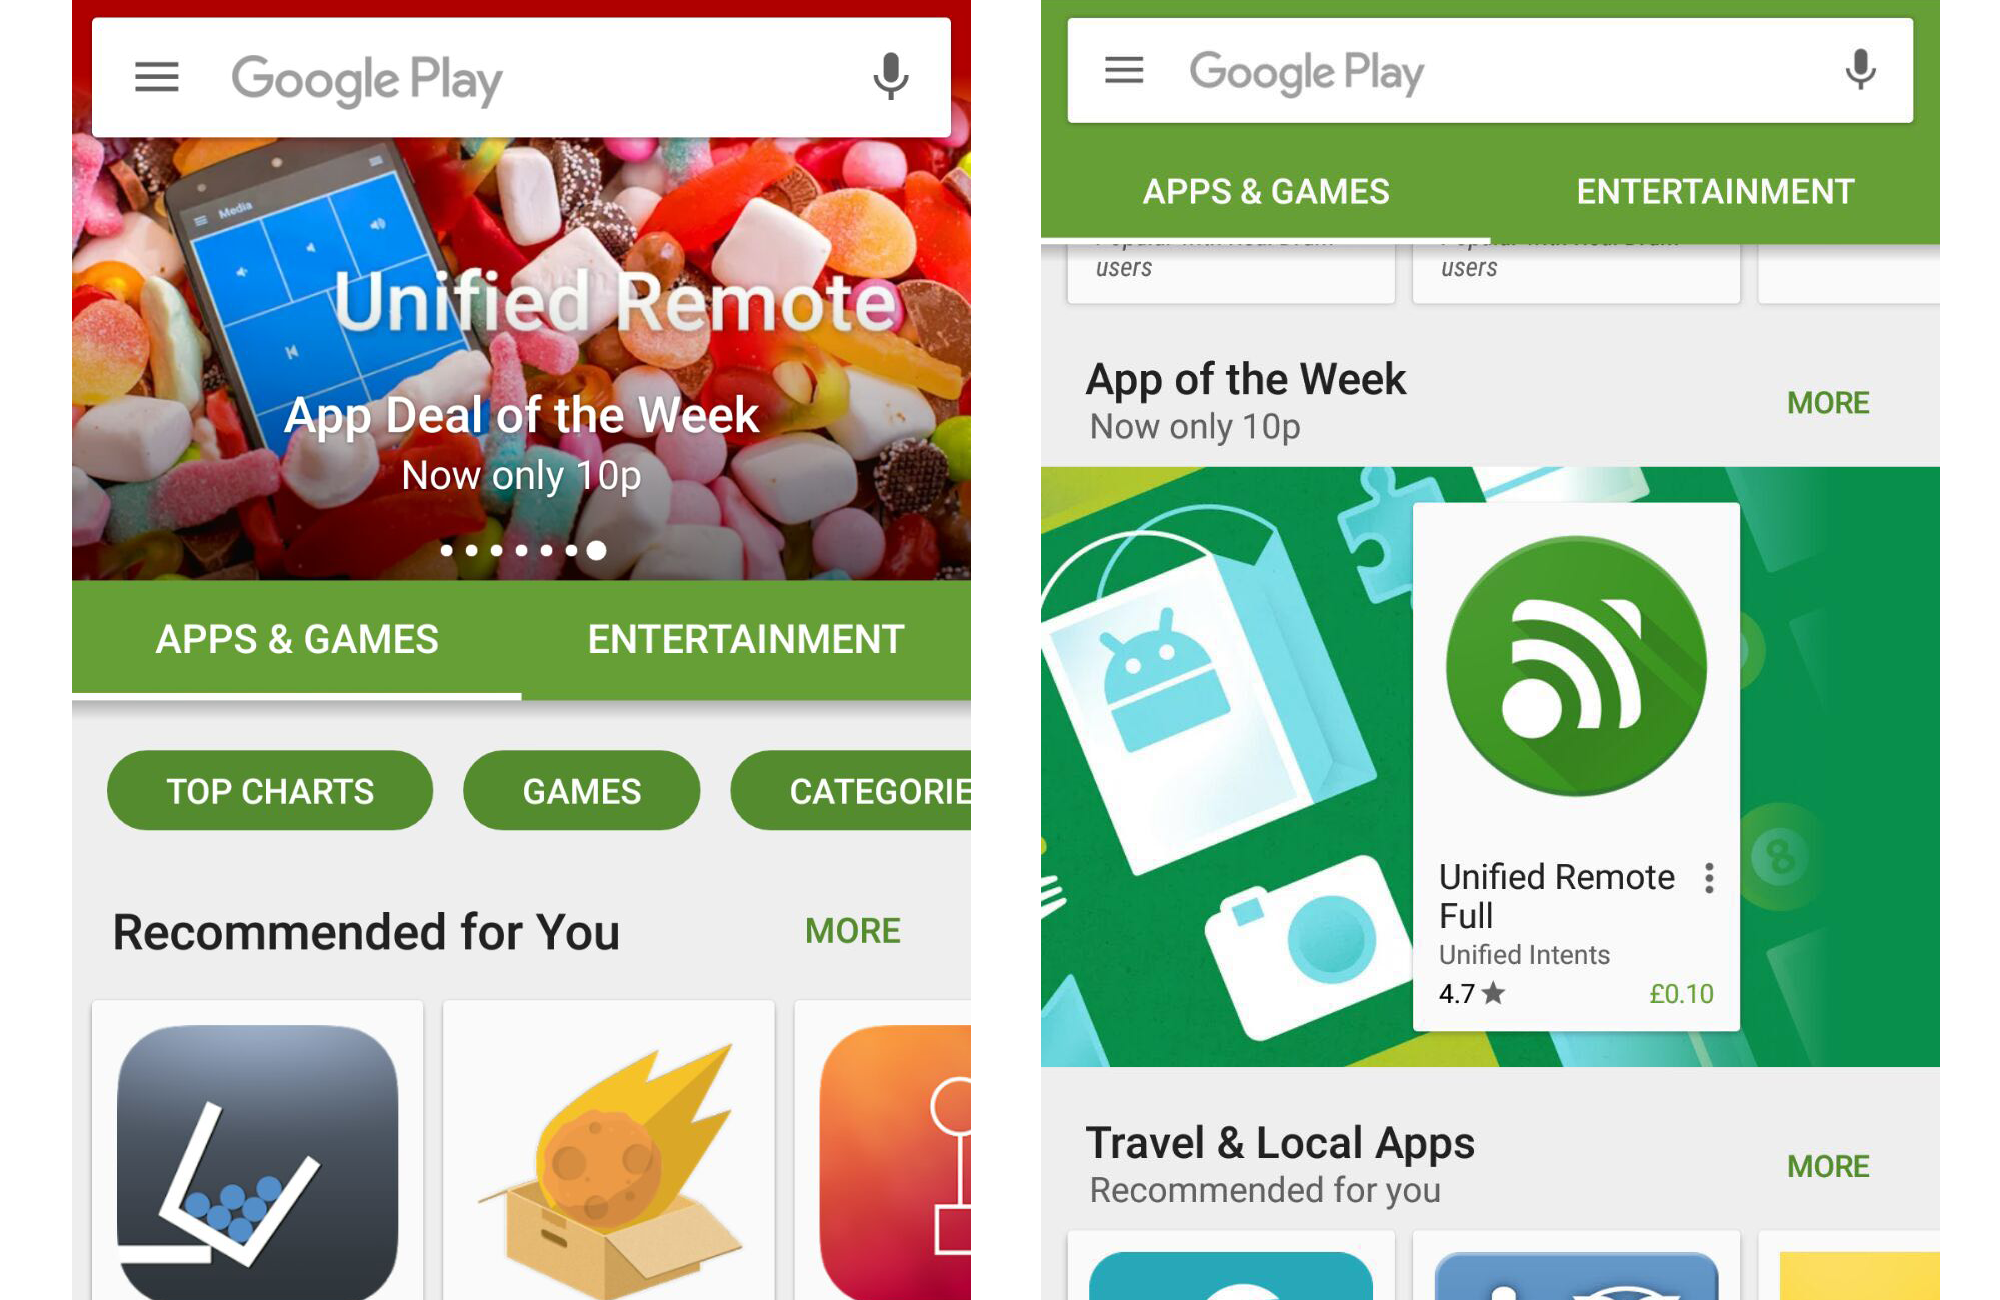 Google Play
Media
Unified Remote
App Deal of the Week
Now only 10p
APPS & GAMES
ENTERTAINMENT
TOP CHARTS
GAMES
CATEGORIE
Recommended for You
MORE
Google Play
APPS & GAMES
ENTERTAINMENT
users
users
App of the Week
MORE
Now only 10p
8
Unified Remote
Full
Unified Intents
4.7★
£0.10
Travel & Local Apps
MORE
Recommended for you